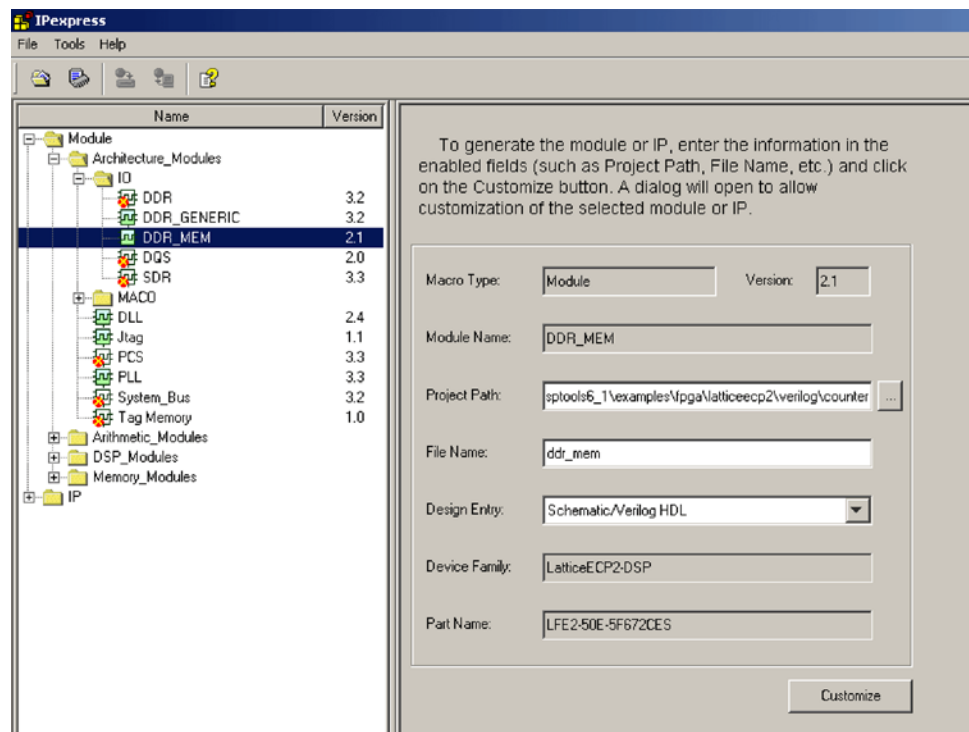 IPexpress
File Tools Help
Name Version
Module
Architecture_Modules
IO
DDR 3.2
DDR_GENERIC 3.2
DDR_MEM 2.1
DQS 2.0
SDR 3.3
MACO
DLL 2.4
Jtag 1.1
PCS 3.3
PLL 3.3
System_Bus 3.2
Tag Memory 1.0
Arithmetic_Modules
DSP_Modules
Memory_Modules
IP
To generate the module or IP, enter the information in the
enabled fields (such as Project Path, File Name, etc.) and click
on the Customize button. A dialog will open to allow
customization of the selected module or IP.
Macro Type: Module Version: 2.1
Module Name: DDR_MEM
Project Path: sptools6_1\examples\fpga\latticeecp2\verilog\counter ...
File Name: ddr_mem
Design Entry: Schematic/Verilog HDL
Device Family: LatticeECP2-DSP
Part Name: LFE2-50E-5F672CES
Customize